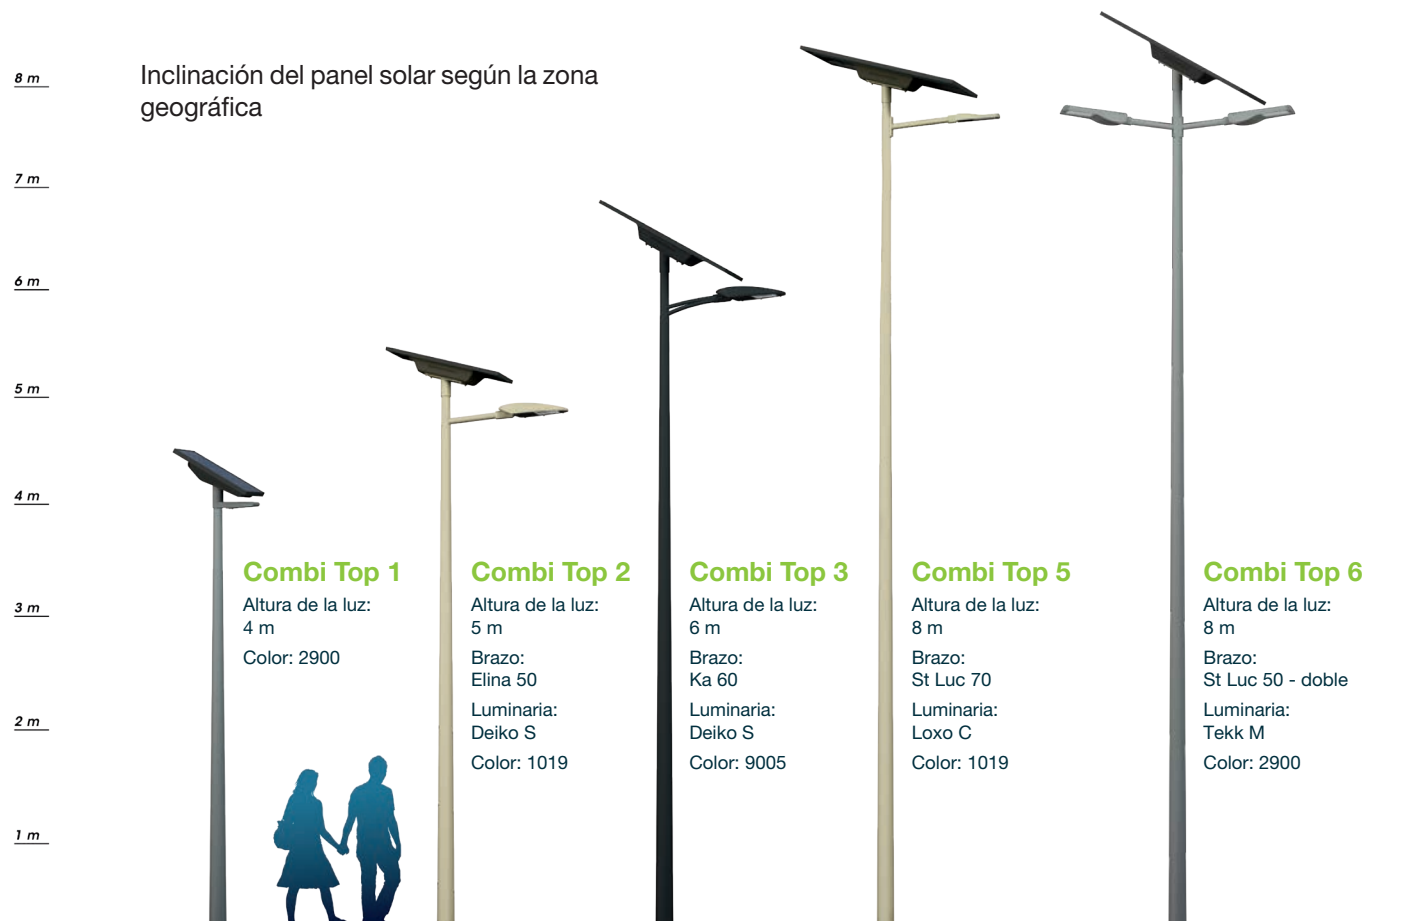 Inclinación del panel solar según la zona
geográfica
8 m
7 m
6 m
5 m
4 m
3 m
2 m
1 m
Combi Top 1
Altura de la luz:
4 m
Color: 2900
Combi Top 2
Altura de la luz:
5 m
Brazo:
Elina 50
Luminaria:
Deiko S
Color: 1019
Combi Top 3
Altura de la luz:
6 m
Brazo:
Ka 60
Luminaria:
Deiko S
Color: 9005
Combi Top 5
Altura de la luz:
8 m
Brazo:
St Luc 70
Luminaria:
Loxo C
Color: 1019
Combi Top 6
Altura de la luz:
8 m
Brazo:
St Luc 50 - doble
Luminaria:
Tekk M
Color: 2900